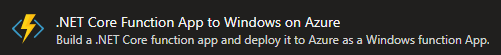 .NET Core Function App to Windows on Azure
Build a .NET Core function app and deploy it to Azure as a Windows function App.